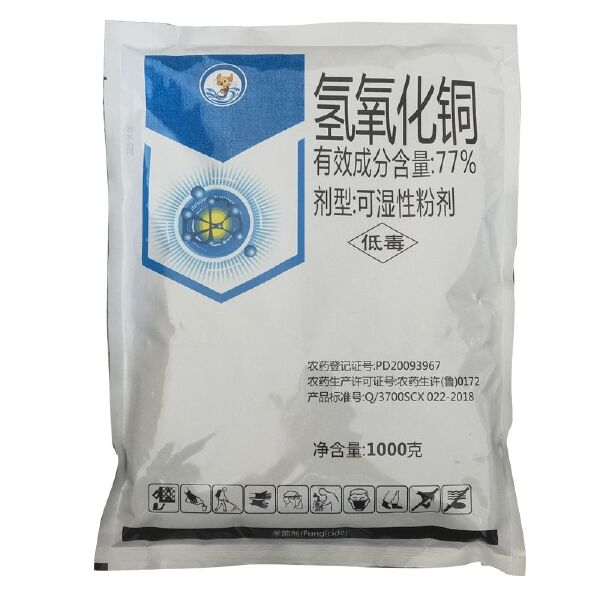 氢氧化铜
有效成分含量:77%
剂型:可湿性粉剂
低毒
农药登记证号:PD20093967
农药生产许可证号:农药生许(鲁)0172
产品标准号:Q/3700SCX 022-2018
净含量:1000克
杀菌剂(Fungicide)